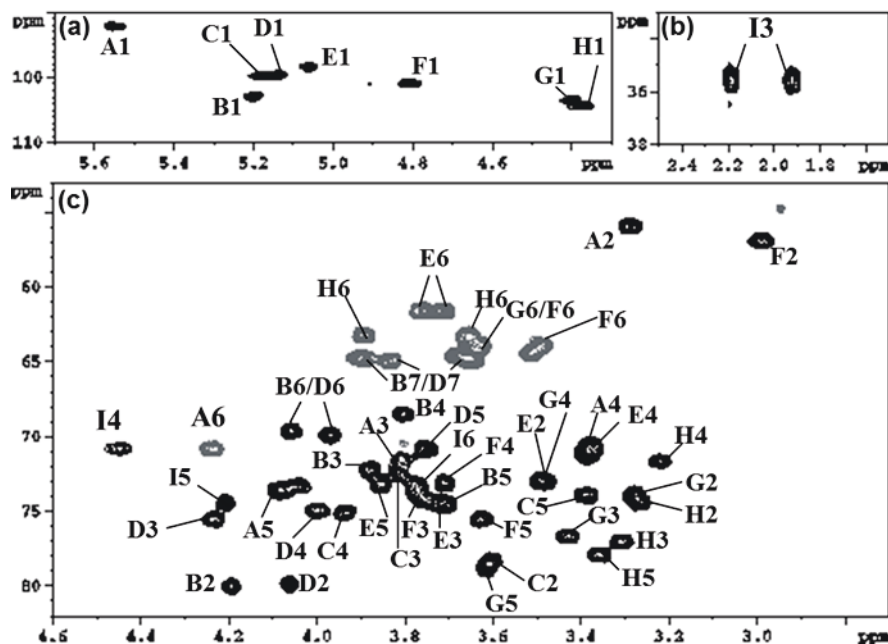 ppm
(a)
A1
C1
D1
E1
B1
F1
G1
H1
100
110
5.6
5.4
5.2
5.0
4.8
4.6
ppm
ppm
(b)
I3
36
38
2.4
2.2
2.0
1.8
ppm
ppm
(c)
A2
F2
60
65
70
75
80
E6
H6
H6
G6/F6
F6
B7/D7
B6/D6
I4
A6
B4
D5
A3
I6
F4
E2
G4
A4
E4
H4
B3
B5
I5
D3
A5
D4
C4
E5
C3
F3
E3
F5
C5
G3
G2
H2
H3
H5
B2
D2
C2
G5
4.6
4.4
4.2
4.0
3.8
3.6
3.4
3.2
3.0
ppm